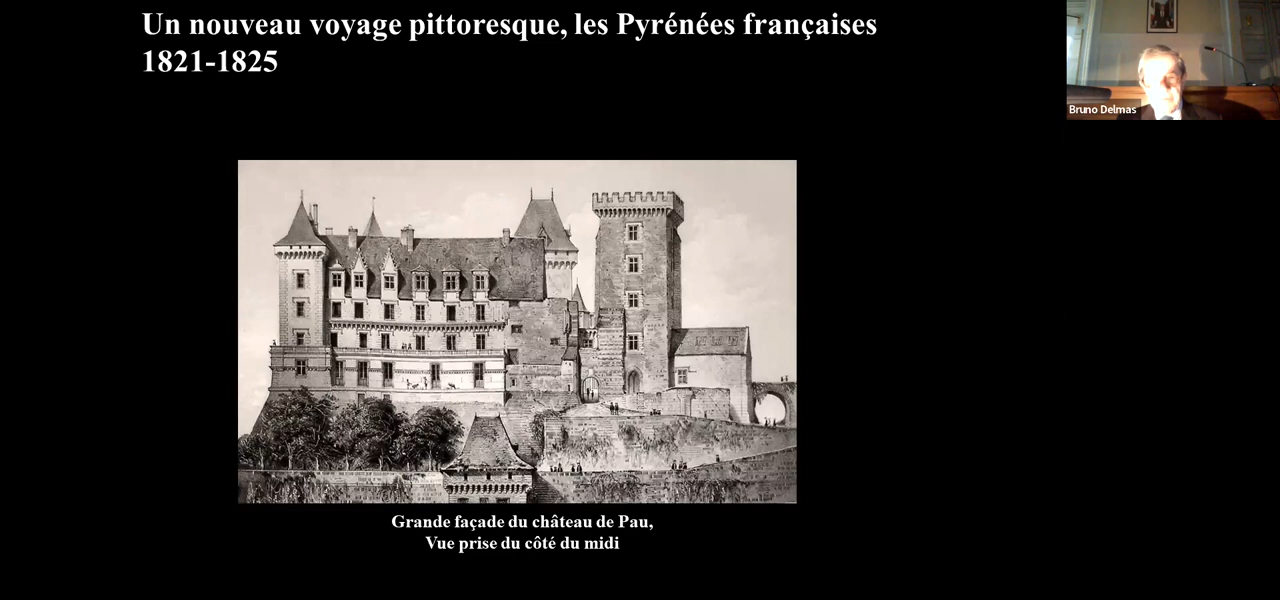 Un nouveau voyage pittoresque, les Pyrénées françaises
1821-1825
Bruno Delmas
Grande façade du château de Pau,
Vue prise du côté du midi